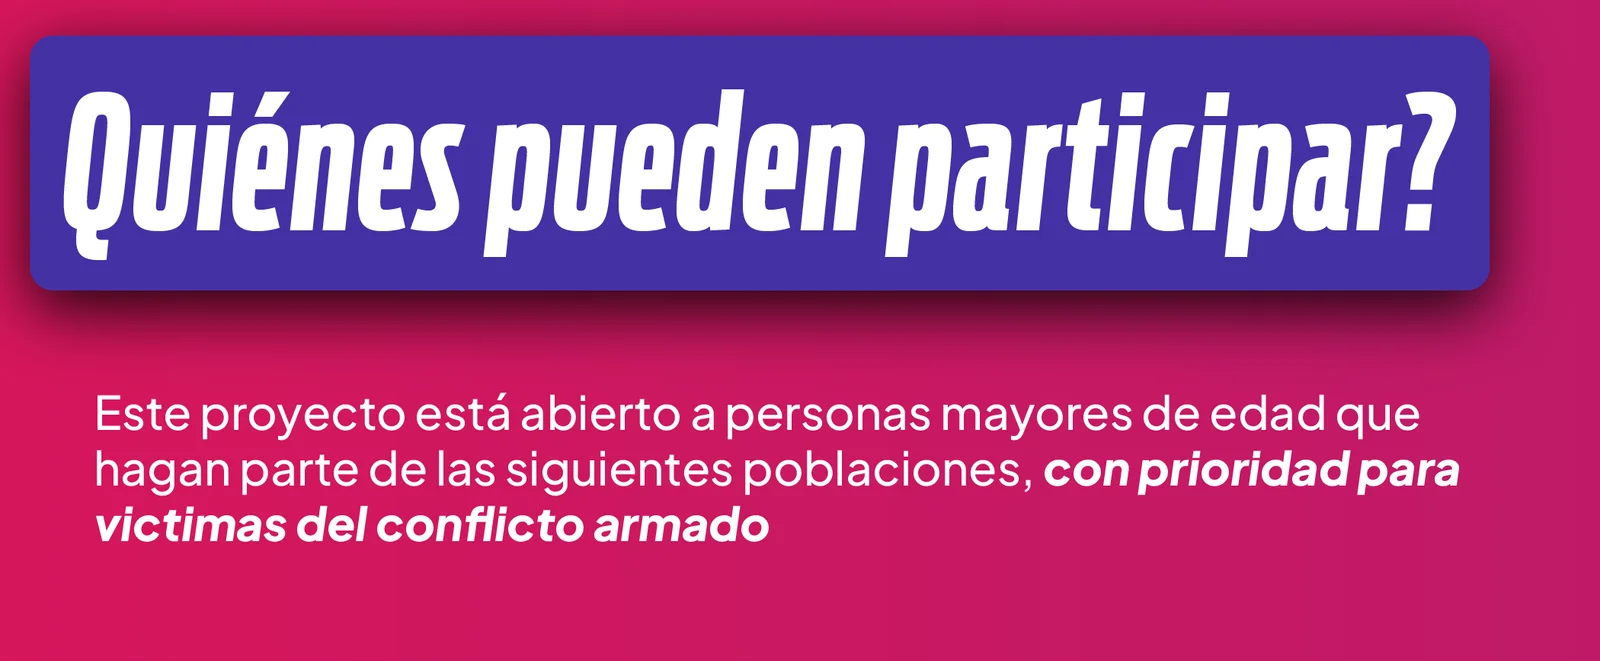 Quiénes pueden participar?
Este proyecto está abierto a personas mayores de edad que
hagan parte de las siguientes poblaciones, con prioridad para
victimas del conflicto armado